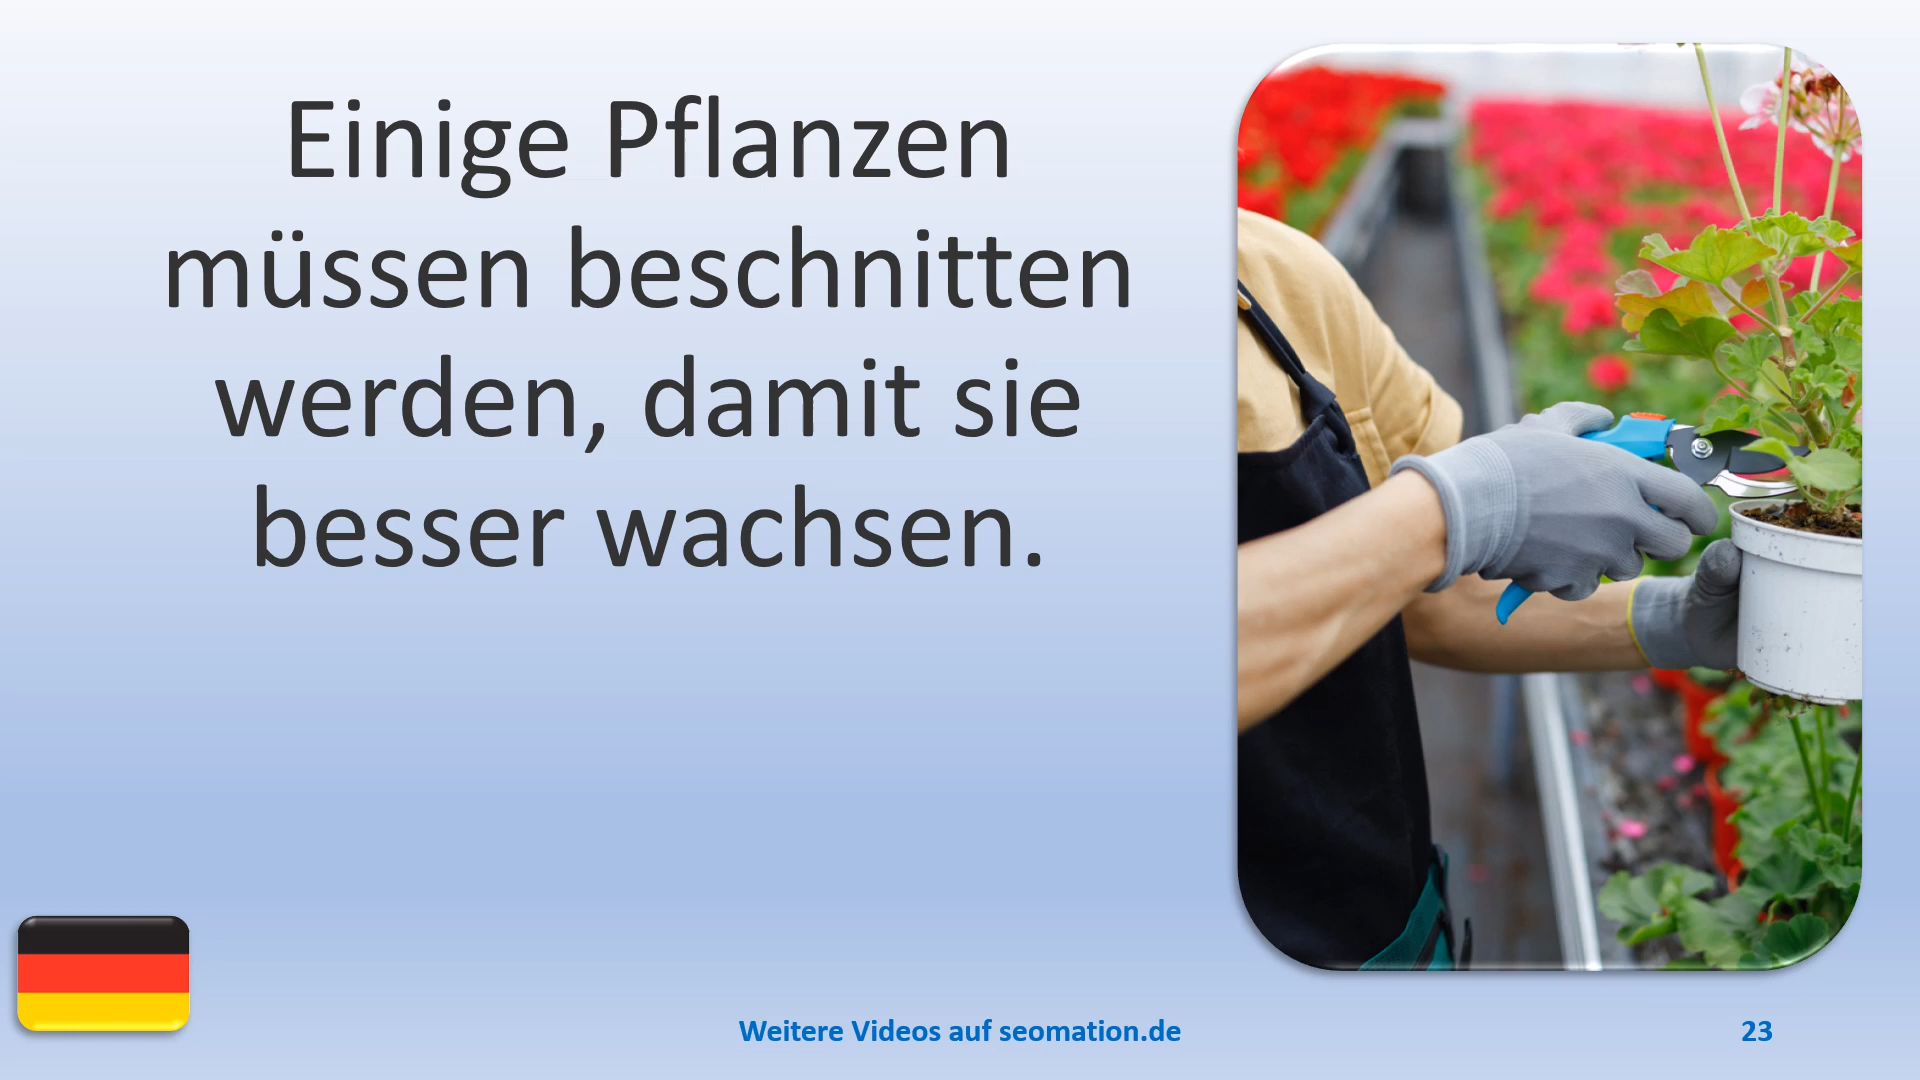 Einige Pflanzen
müssen beschnitten
werden, damit sie
besser wachsen.
Weitere Videos auf seomation.de
23